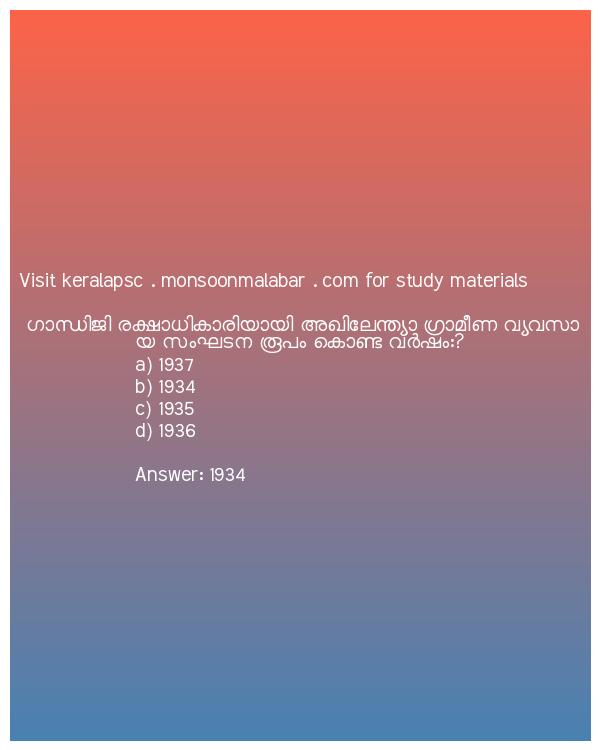 Visit keralapsc . monsoonmalabar . com for study materials
ഗാന്ധിജി രക്ഷാധികാരിയായി അഖിലേന്ത്യാ ഗ്രാമീണ വ്യവസാ
യ സംഘടന രൂപം കൊണ്ട വർഷം:?
a) 1937
b) 1934
c) 1935
d) 1936
Answer: 1934